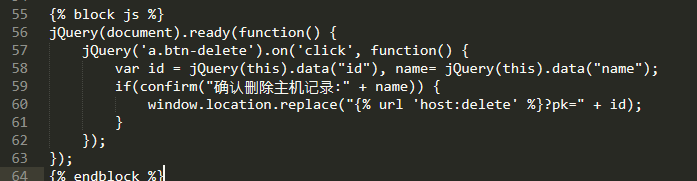 55 {% block js %}
56 jQuery(document).ready(function() {
57     jQuery('a.btn-delete').on('click', function() {
58         var id = jQuery(this).data("id"), name= jQuery(this).data("name");
59         if(confirm("确认删除主机记录:" + name)) {
60             window.location.replace("{% url 'host:delete' %}?pk=" + id);
61         }
62     });
63 });
64 {% endblock %}